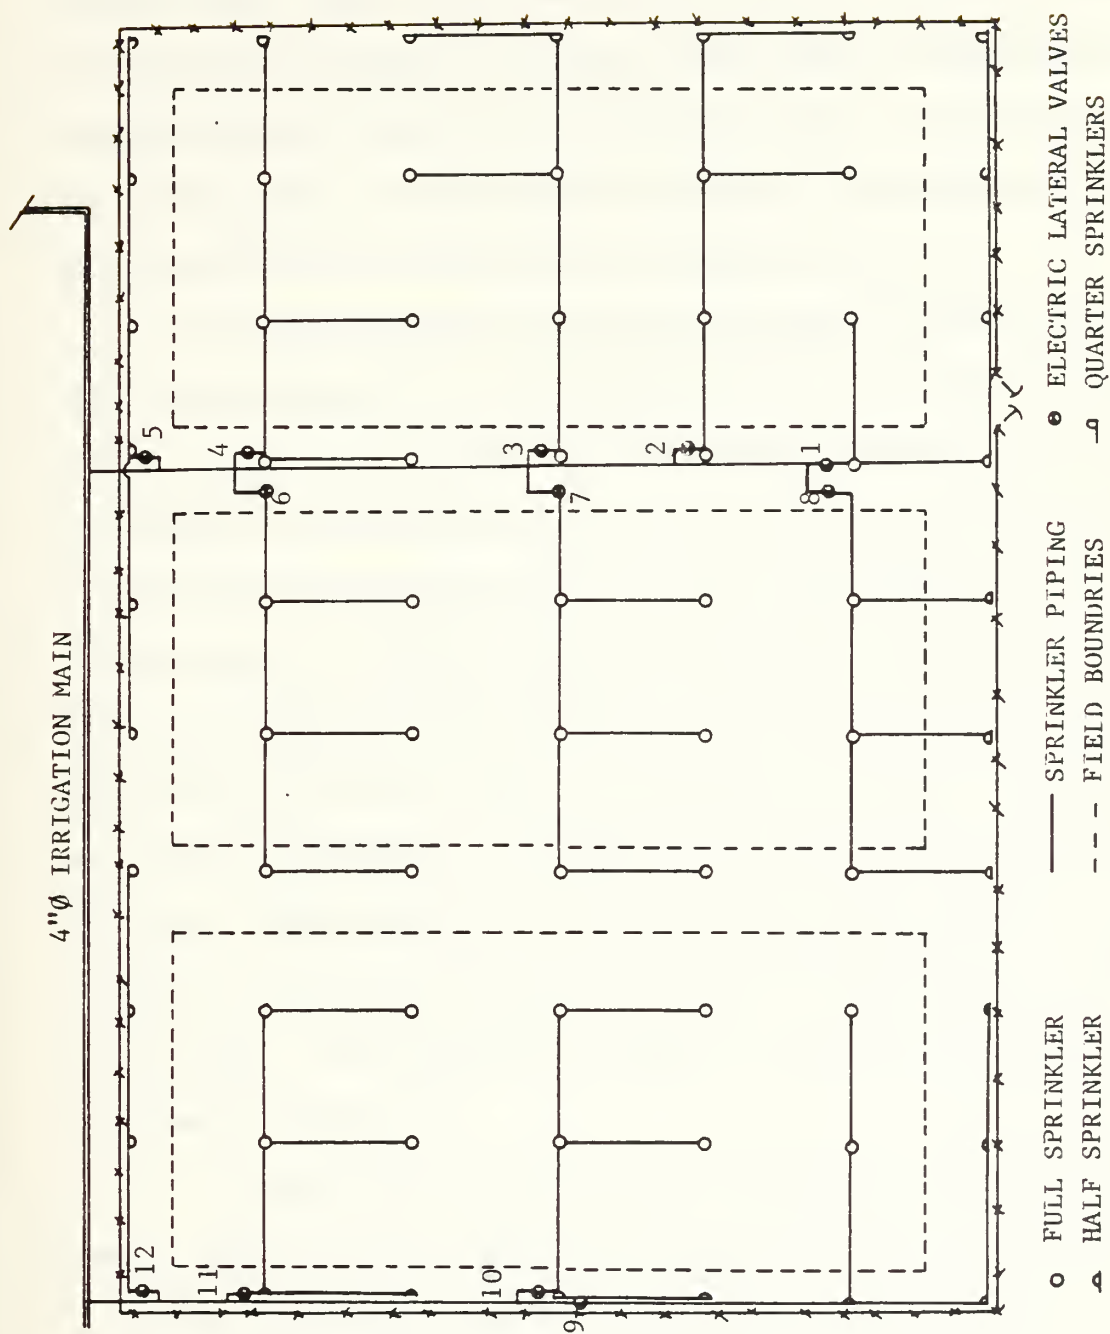 4"Ø IRRIGATION MAIN
12
11
10
9
8
7
6
5
4
3
2
1
FULL SPRINKLER
HALF SPRINKLER
SPRINKLER PIPING
FIELD BOUNDRIES
ELECTRIC LATERAL VALVES
QUARTER SPRINKLERS